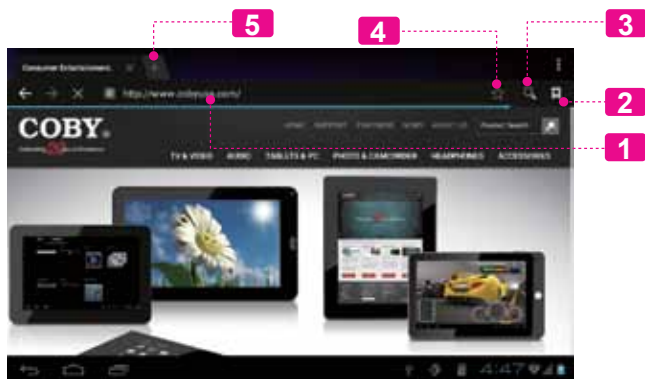 5
4
3
Consumer Entertainment
http://www.cobyusa.com/
2
COBY
1
TV & VIDEO AUDIO TABLETS & PC PHOTO & CAMCORDER HEADPHONES ACCESSORIES
4:47